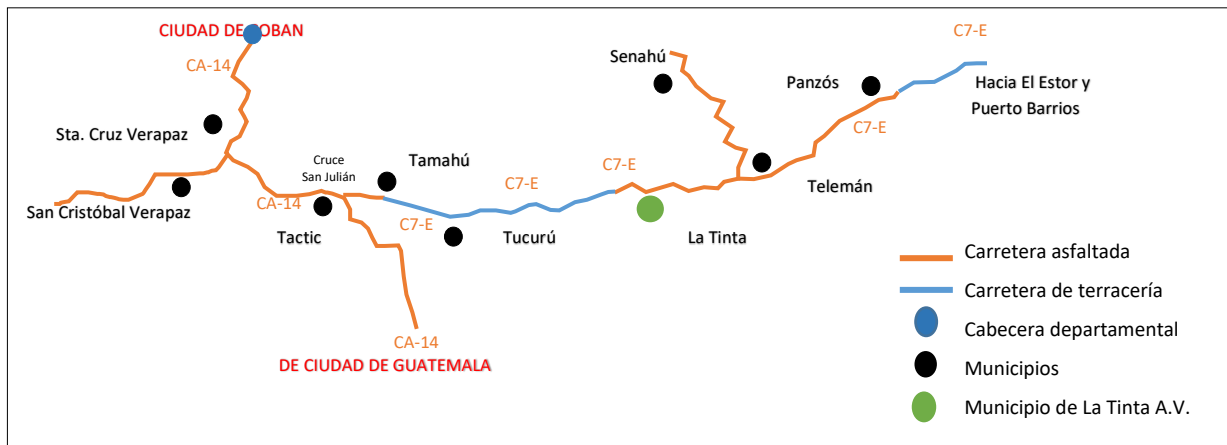 CIUDAD DE COBAN
C7-E
CA-14
Senahú
Panzós
Hacia El Estor y
Puerto Barrios
Sta. Cruz Verapaz
C7-E
Cruce
San Julián
Tamahú
C7-E
C7-E
Telemán
San Cristóbal Verapaz
CA-14
C7-E
Tactic
Tucurú
La Tinta
Carretera asfaltada
Carretera de terracería
Cabecera departamental
CA-14
DE CIUDAD DE GUATEMALA
Municipios
Municipio de La Tinta A.V.